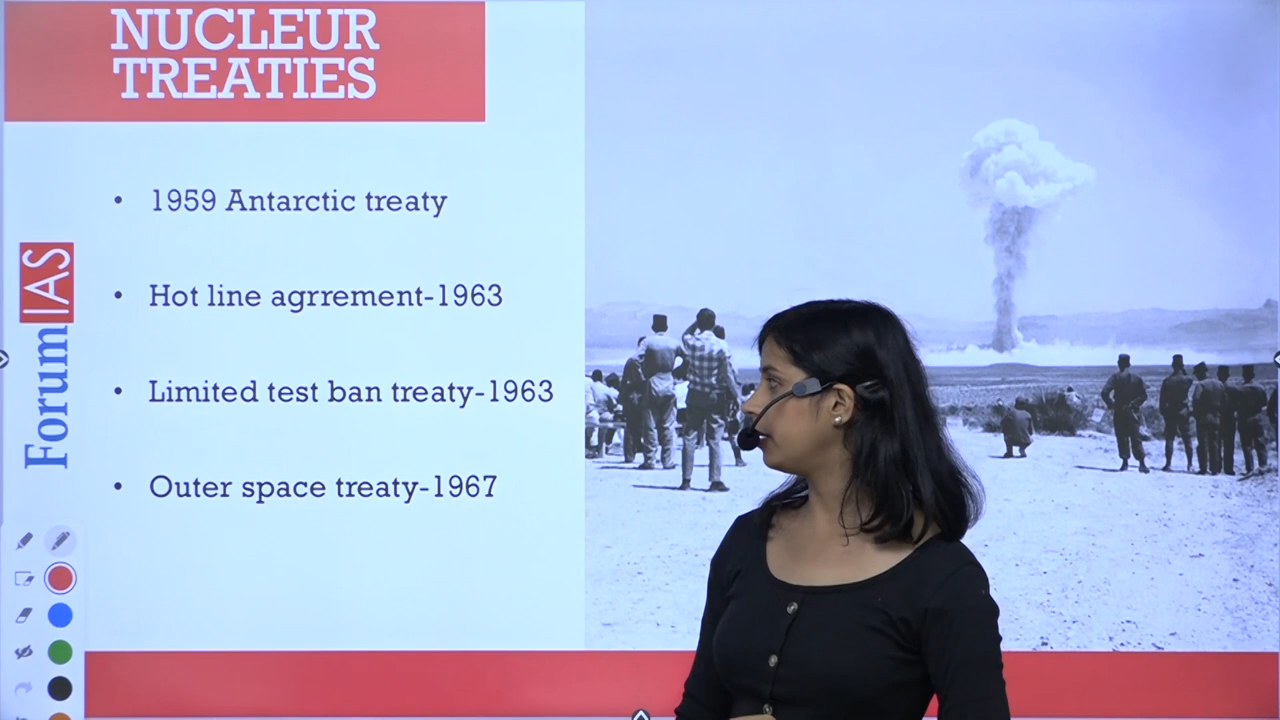 NUCLEUR
TREATIES
• 1959 Antarctic treaty
• Hot line agrrement-1963
• Limited test ban treaty-1963
• Outer space treaty-1967
Forum IAS